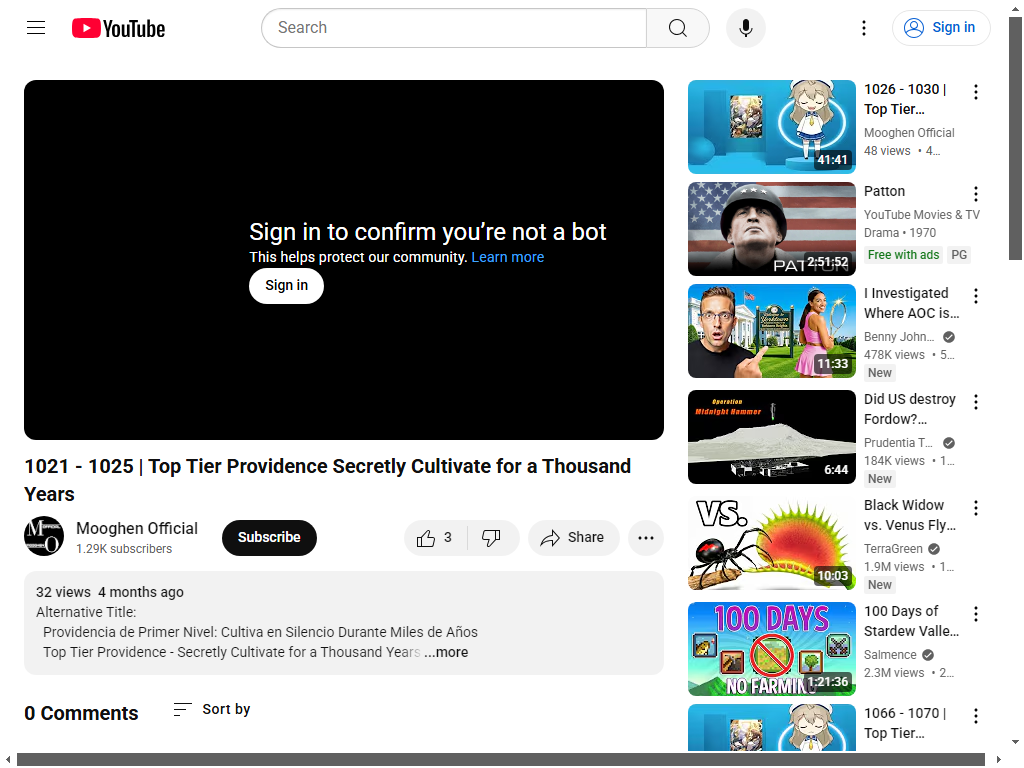 YouTube
Search
Sign in
Sign in to confirm you’re not a bot
This helps protect our community. Learn more
Sign in
1021 - 1025 | Top Tier Providence Secretly Cultivate for a Thousand
Years
Mooghen Official
1.29K subscribers
Subscribe
3
Share
32 views 4 months ago
Alternative Title:
Providencia de Primer Nivel: Cultiva en Silencio Durante Miles de Años
Top Tier Providence - Secretly Cultivate for a Thousand Years ...more
0 Comments
Sort by
41:41
1026 - 1030 |
Top Tier…
Mooghen Official
48 views • 4…
PATTON
2:51:52
Patton
YouTube Movies & TV
Drama • 1970
Free with ads PG
11:33
I Investigated
Where AOC is…
Benny John…
478K views • 5…
New
Operation
Midnight Hammer
6:44
Did US destroy
Fordow?…
Prudentia T…
184K views • 1…
New
VS.
10:03
Black Widow
vs. Venus Fly…
TerraGreen
1.9M views • 1…
New
100 DAYS
NO FARMING
1:21:36
100 Days of
Stardew Valle…
Salmence
2.3M views • 2…
1066 - 1070 |
Top Tier…